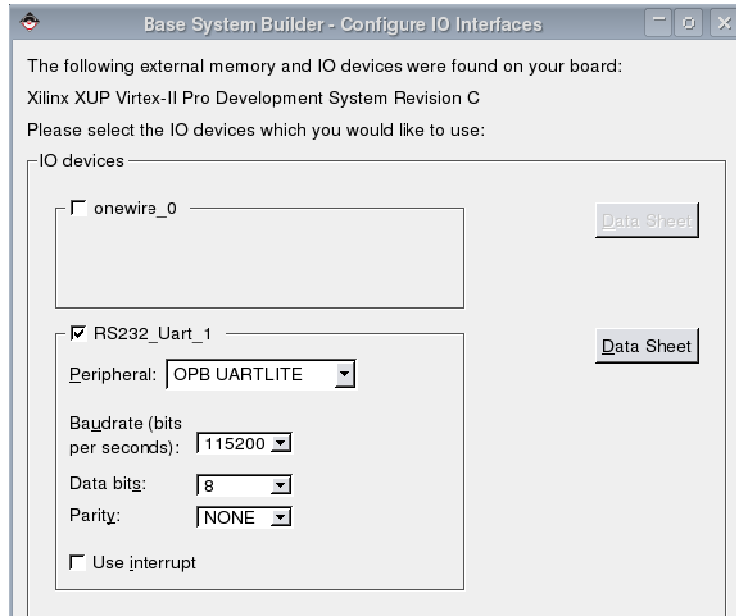 Base System Builder - Configure IO Interfaces
The following external memory and IO devices were found on your board:
Xilinx XUP Virtex-II Pro Development System Revision C
Please select the IO devices which you would like to use:
IO devices
onewire_0
Data Sheet
RS232_Uart_1
Data Sheet
Peripheral: OPB UARTLITE
Baudrate (bits
per seconds): 115200
Data bits: 8
Parity: NONE
Use interrupt